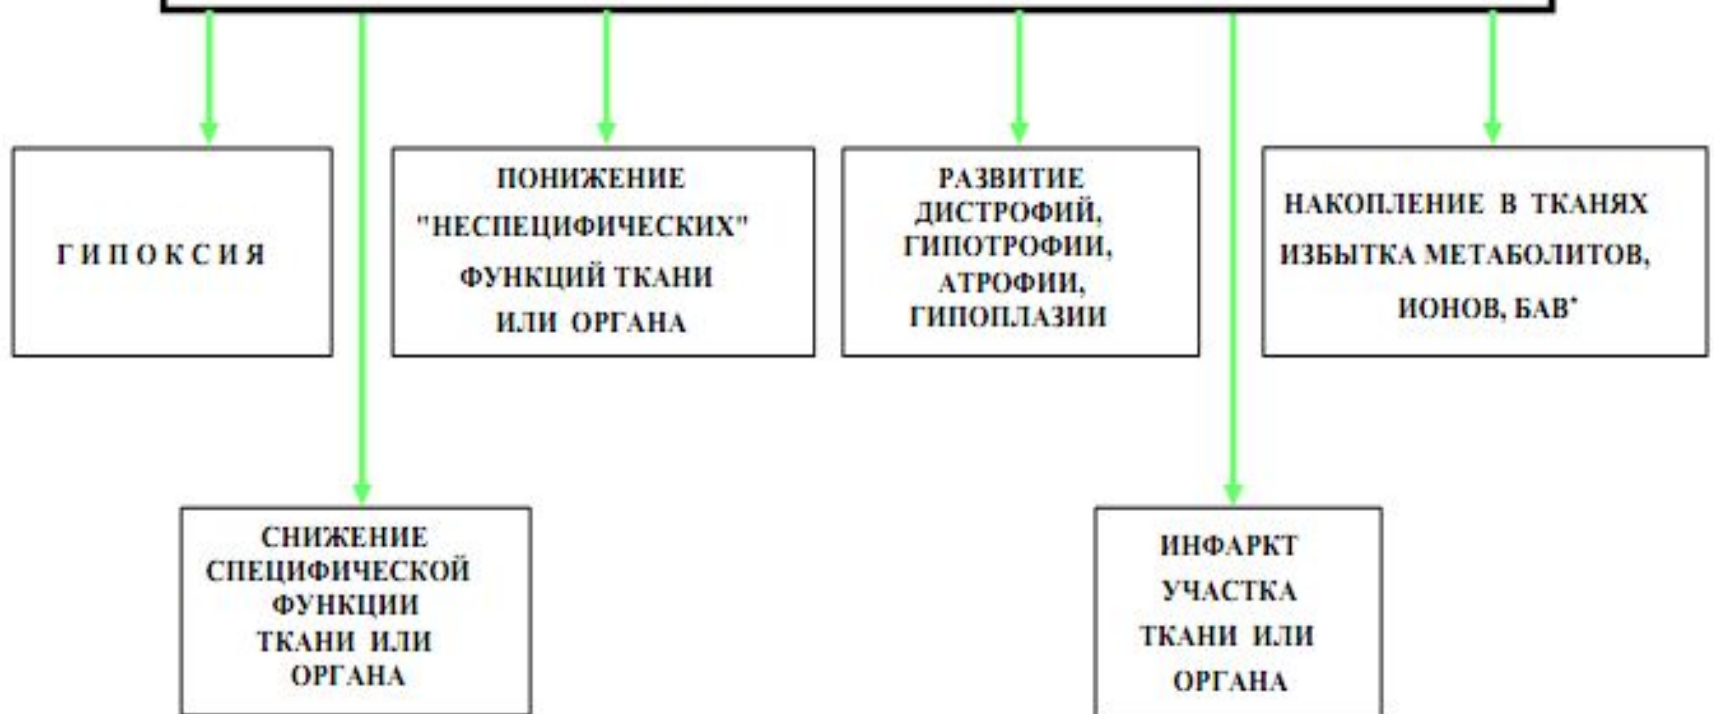 Г И П О К С И Я
ПОНИЖЕНИЕ
"НЕСПЕЦИФИЧЕСКИХ"
ФУНКЦИЙ ТКАНИ
ИЛИ ОРГАНА
РАЗВИТИЕ
ДИСТРОФИЙ,
ГИПОТРОФИИ,
АТРОФИИ,
ГИПОПЛАЗИИ
НАКОПЛЕНИЕ В ТКАНЯХ
ИЗБЫТКА МЕТАБОЛИТОВ,
ИОНОВ, БАВ*
СНИЖЕНИЕ
СПЕЦИФИЧЕСКОЙ
ФУНКЦИИ
ТКАНИ ИЛИ
ОРГАНА
ИНФАРКТ
УЧАСТКА
ТКАНИ ИЛИ
ОРГАНА